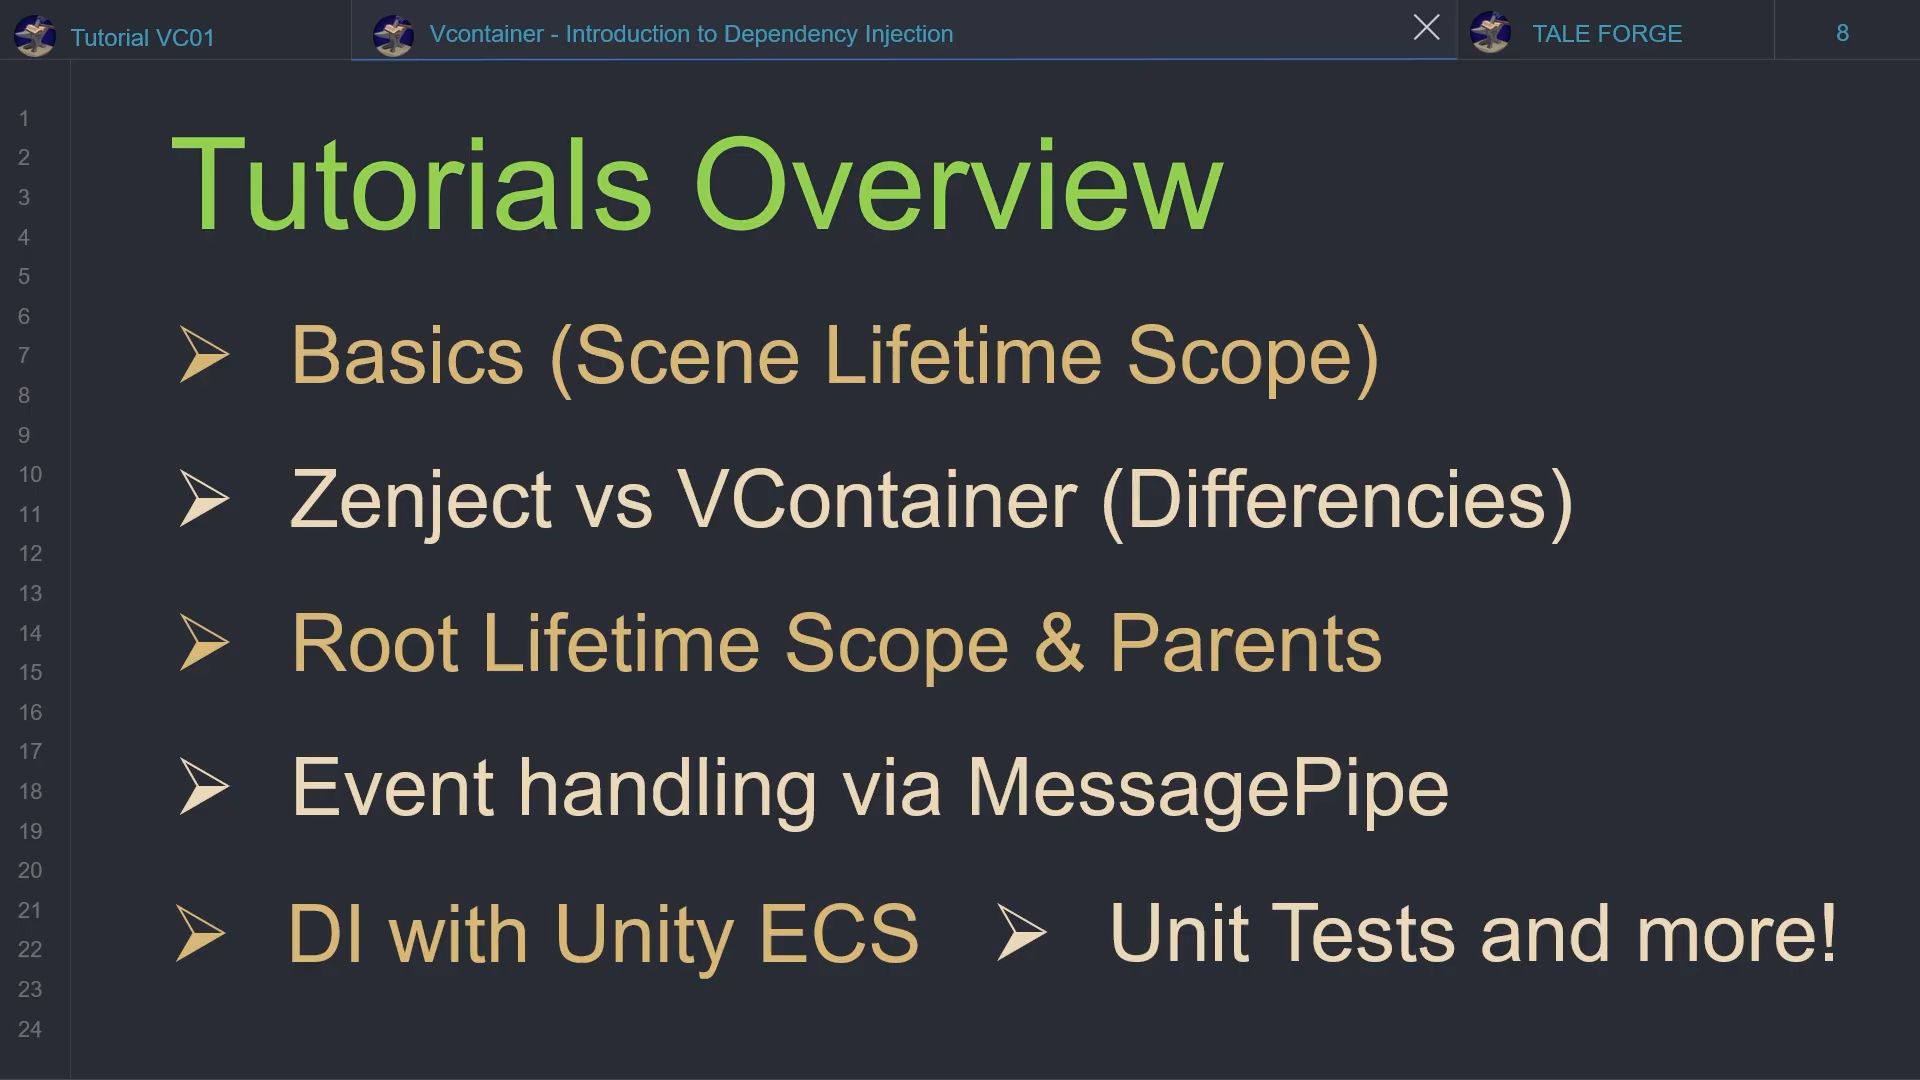 Tutorial VC01
Vcontainer - Introduction to Dependency Injection
TALE FORGE
8
1
2
3
4
5
6
7
8
9
10
11
12
13
14
15
16
17
18
19
20
21
22
23
24
Tutorials Overview
Basics (Scene Lifetime Scope)
Zenject vs VContainer (Differencies)
Root Lifetime Scope & Parents
Event handling via MessagePipe
DI with Unity ECS
Unit Tests and more!